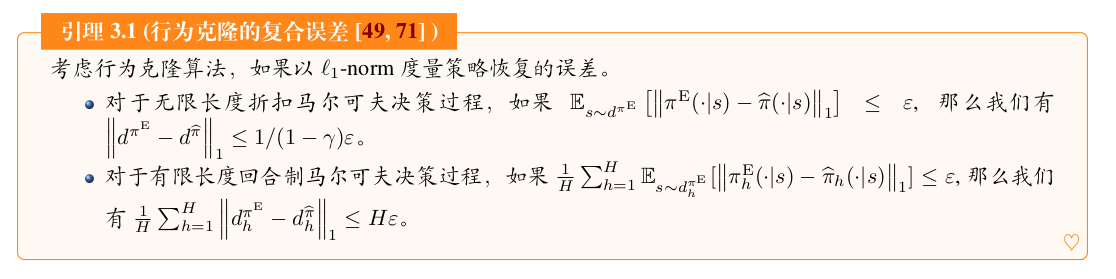 引理 3.1 (行为克隆的复合误差 [49, 71] )
考虑行为克隆算法，如果以 ℓ₁-norm 度量策略恢复的误差。
• 对于无限长度折扣马尔可夫决策过程，如果 $\mathbb{E}_{s\sim d^{\pi^{\mathrm{E}}}}\left[\left\|\pi^{\mathrm{E}}(\cdot|s)-\widehat{\pi}(\cdot|s)\right\|_1\right] \leq \varepsilon$, 那么我们有
$\left\|d^{\pi^{\mathrm{E}}}-d^{\widehat{\pi}}\right\|_1 \leq 1/(1-\gamma)\varepsilon$。
• 对于有限长度回合制马尔可夫决策过程，如果 $\frac{1}{H}\sum_{h=1}^{H}\mathbb{E}_{s\sim d_h^{\pi^{\mathrm{E}}}}[\left\|\pi_h^{\mathrm{E}}(\cdot|s)-\widehat{\pi}_h(\cdot|s)\right\|_1] \leq \varepsilon$, 那么我们
有 $\frac{1}{H}\sum_{h=1}^{H}\left\|d_h^{\pi^{\mathrm{E}}}-d_h^{\widehat{\pi}}\right\|_1 \leq H\varepsilon$。
♡